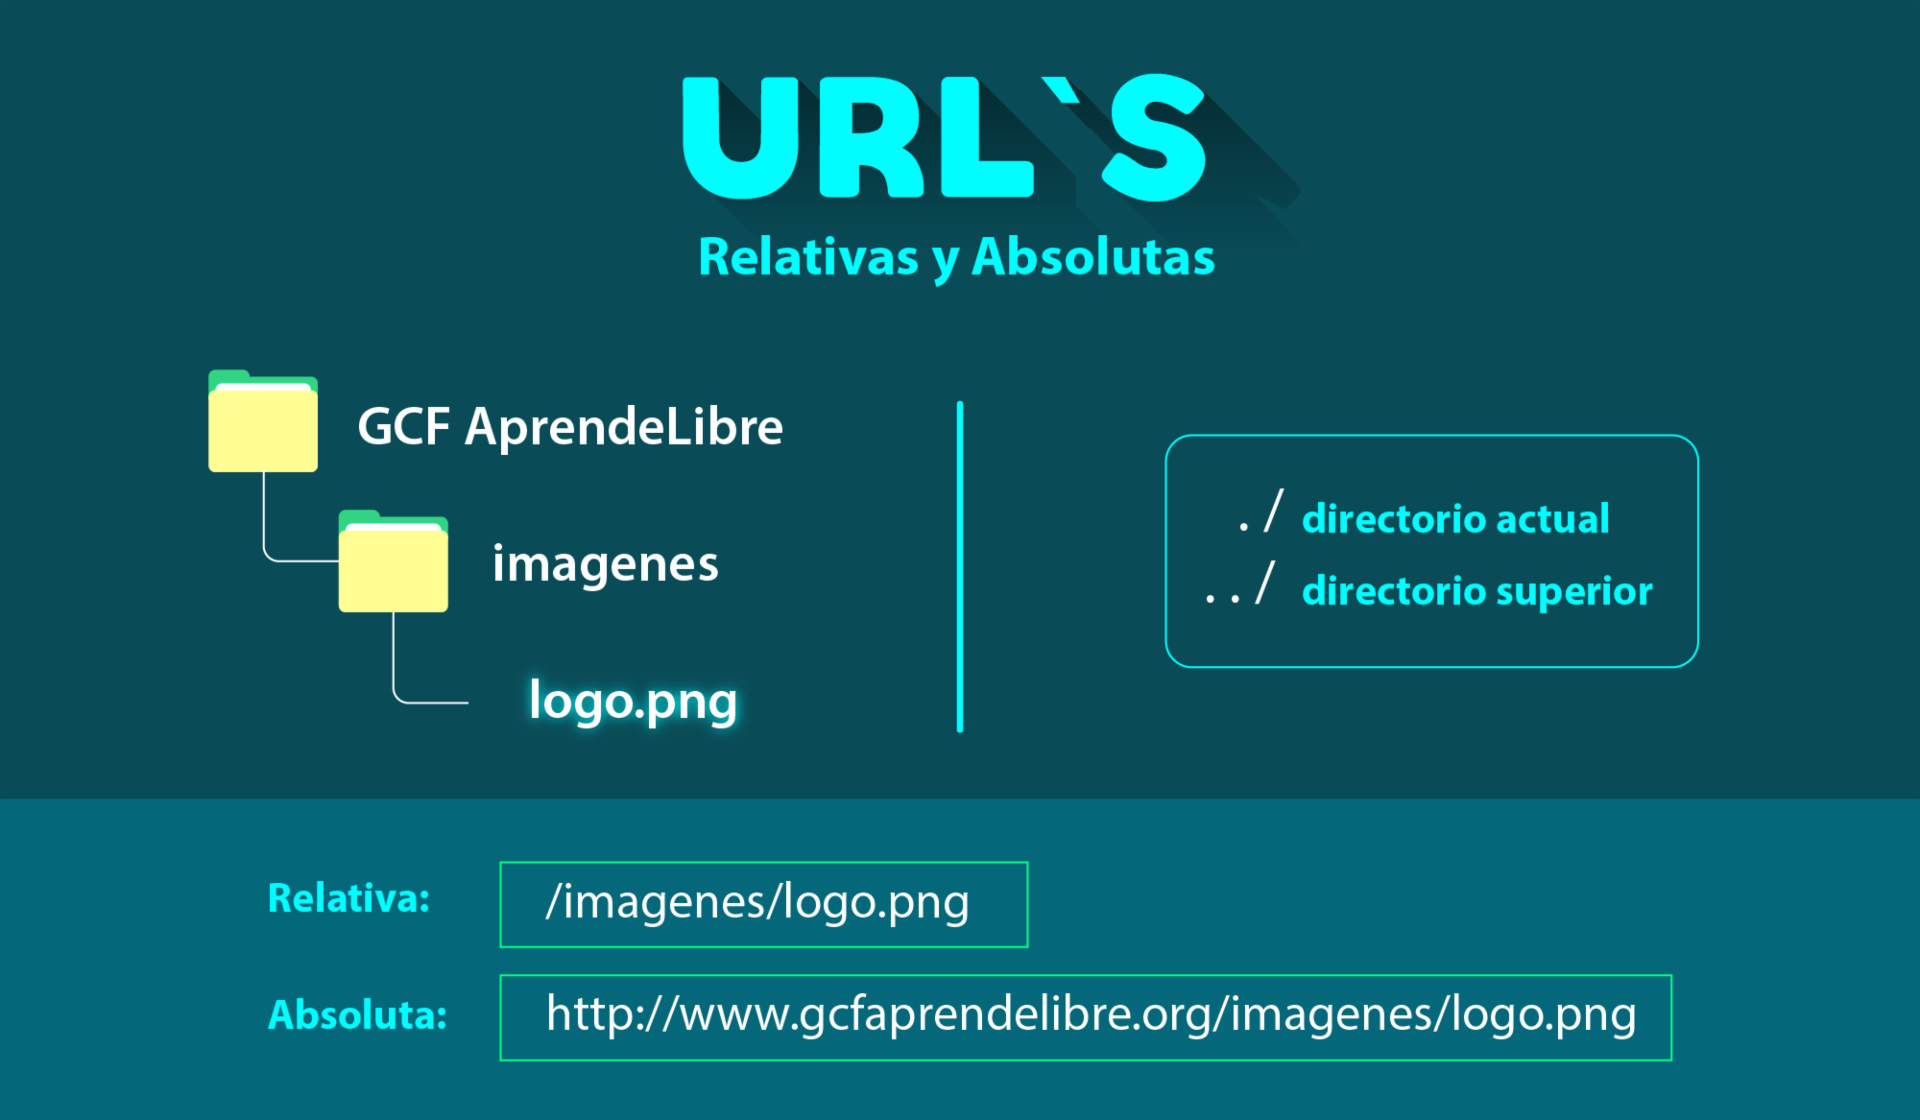 URL`S
Relativas y Absolutas
GCF AprendeLibre
imagenes
logo.png
./ directorio actual
../ directorio superior
Relativa: /imagenes/logo.png
Absoluta: http://www.gcfaprendelibre.org/imagenes/logo.png